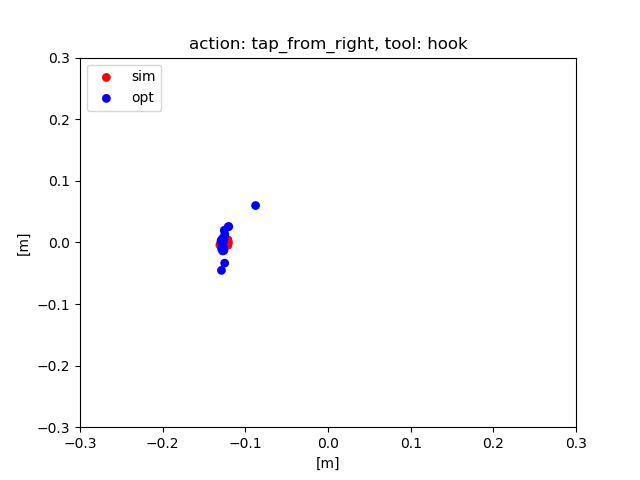 action: tap_from_right, tool: hook
sim
opt
0.3
0.2
0.1
0.0
−0.1
−0.2
−0.3
[m]
−0.3 −0.2 −0.1 0.0 0.1 0.2 0.3
[m]